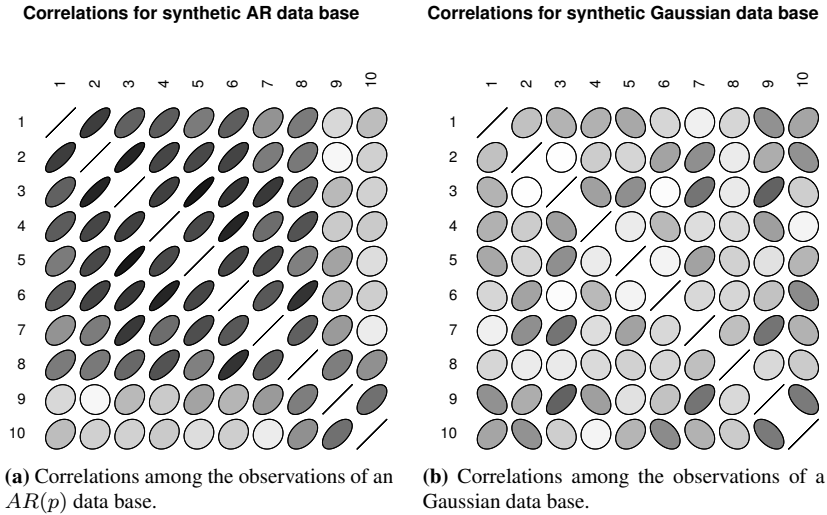 Correlations for synthetic AR data base
1 2 3 4 5 6 7 8 9 10
1
2
3
4
5
6
7
8
9
10
(a) Correlations among the observations of an
AR(p) data base.
Correlations for synthetic Gaussian data base
1 2 3 4 5 6 7 8 9 10
1
2
3
4
5
6
7
8
9
10
(b) Correlations among the observations of a
Gaussian data base.